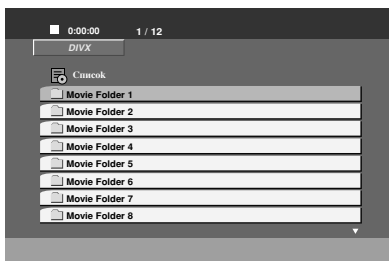 0:00:00 1 / 12
DIVX
Список
Movie Folder 1
Movie Folder 2
Movie Folder 3
Movie Folder 4
Movie Folder 5
Movie Folder 6
Movie Folder 7
Movie Folder 8